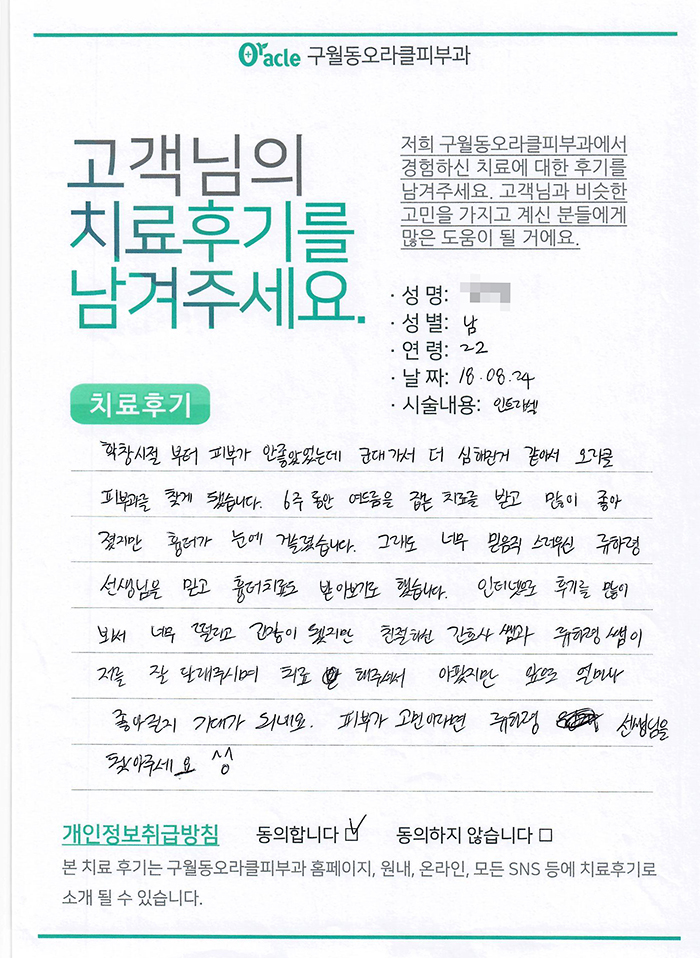 Oracle 구월동오라클피부과
고객님의
치료후기를
남겨주세요.
저희 구월동오라클피부과에서
경험하신 치료에 대한 후기를
남겨주세요. 고객님과 비슷한
고민을 가지고 계신 분들에게
많은 도움이 될 거에요.
· 성 명:
· 성 별: 남
· 연 령: 22
· 날 짜: 18.08.24
· 시술내용: 인트라셀
치료후기
학창시절 부터 피부가 안좋았었는데 군대가서 더 심해진거 같아서 오라클
피부과를 찾게 됐습니다. 6주 동안 여드름을 잡는 치료를 받고 많이 좋아
졌지만 흉터가 눈에 걸렸습니다. 그래도 너무 믿음직 스러우신 류하령
선생님을 믿고 흉터치료도 받아보기로 했습니다. 인터넷으로 후기를 많이
봐서 너무 떨리고 긴장이 됐지만 친절하신 간호사 쌤과 류하령 쌤이
저를 잘 달래주시며 치료 해주셔서 아팠지만 앞으로 얼마나
좋아질지 기대가 되네요. 피부가 고민이라면 류하령 선생님을
찾아주세요 ^^
개인정보취급방침 동의합니다 ☑ 동의하지 않습니다 □
본 치료 후기는 구월동오라클피부과 홈페이지, 원내, 온라인, 모든 SNS 등에 치료후기로
소개 될 수 있습니다.